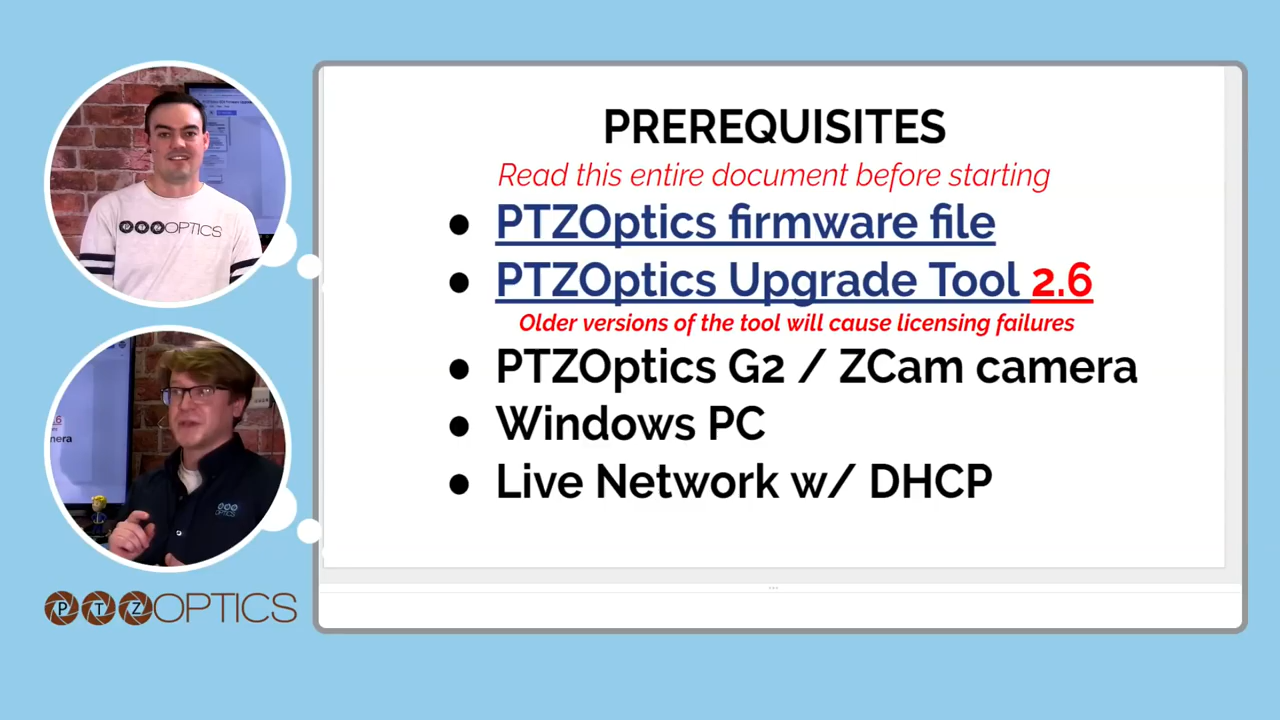 PREREQUISITES
Read this entire document before starting
● PTZOptics firmware file
● PTZOptics Upgrade Tool 2.6
Older versions of the tool will cause licensing failures
● PTZOptics G2 / ZCam camera
● Windows PC
● Live Network w/ DHCP
PTZOPTICS
PTZOPTICS
OPTICS